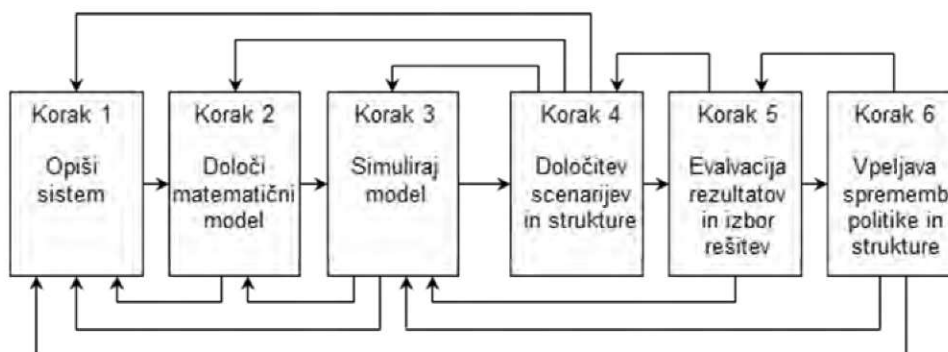 Korak 1
Opiši
sistem
Korak 2
Določi
matematični
model
Korak 3
Simuliraj
model
Korak 4
Določitev
scenarijev
in strukture
Korak 5
Evalvacija
rezultatov
in izbor
rešitev
Korak 6
Vpeljava
sprememb
politike in
strukture